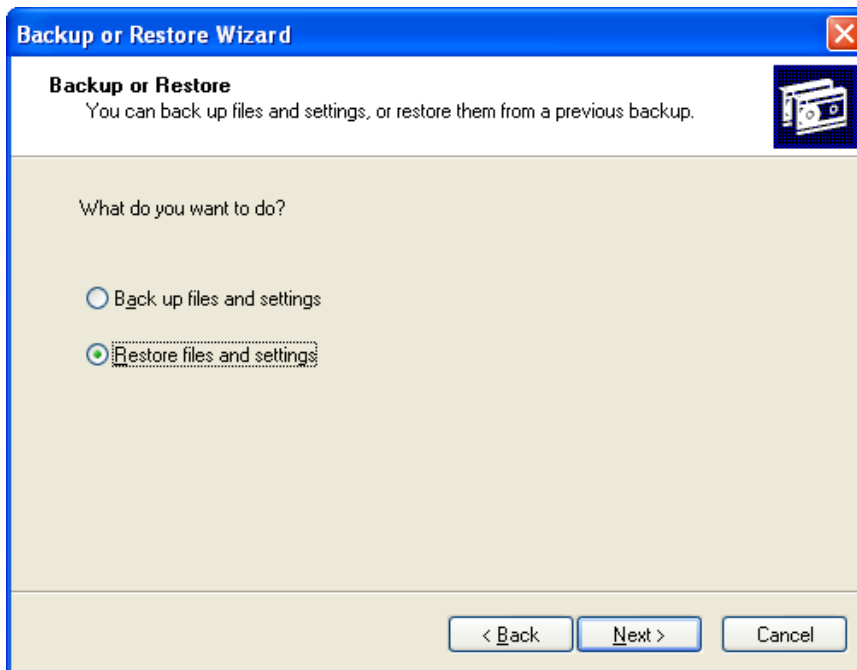 Backup or Restore Wizard
Backup or Restore
You can back up files and settings, or restore them from a previous backup.
What do you want to do?
Back up files and settings
Restore files and settings
< Back
Next >
Cancel